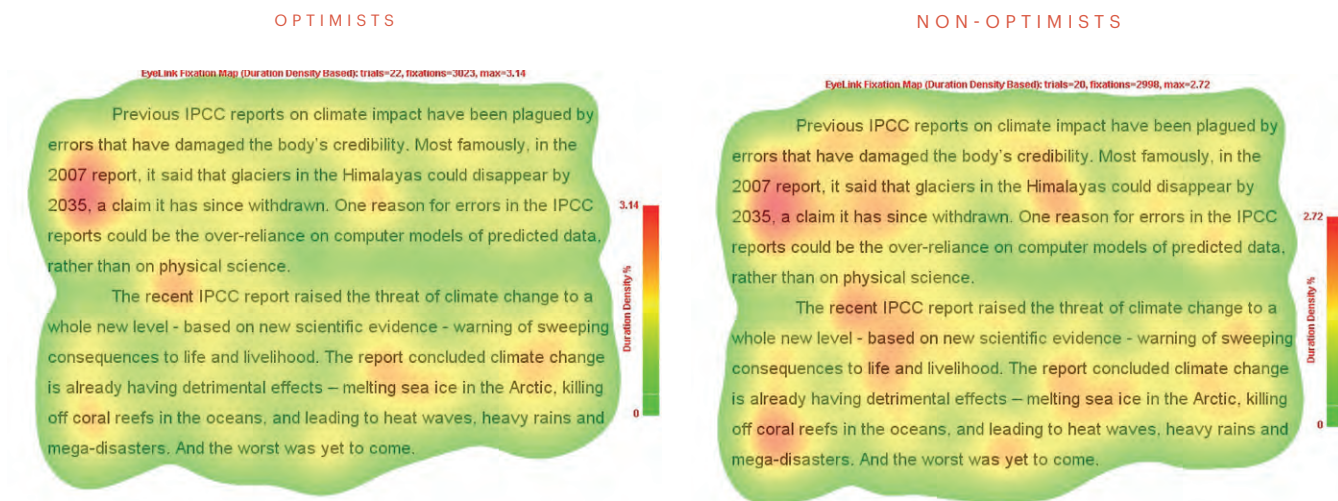 OPTIMISTS
EyeLink Fixation Map (Duration Density Based): trials=22, fixations=3023, max=3.14
Previous IPCC reports on climate impact have been plagued by
errors that have damaged the body's credibility. Most famously, in the
2007 report, it said that glaciers in the Himalayas could disappear by
2035, a claim it has since withdrawn. One reason for errors in the IPCC
reports could be the over-reliance on computer models of predicted data,
rather than on physical science.
The recent IPCC report raised the threat of climate change to a
whole new level - based on new scientific evidence - warning of sweeping
consequences to life and livelihood. The report concluded climate change
is already having detrimental effects – melting sea ice in the Arctic, killing
off coral reefs in the oceans, and leading to heat waves, heavy rains and
mega-disasters. And the worst was yet to come.
3.14
Duration Density %
0
NON-OPTIMISTS
EyeLink Fixation Map (Duration Density Based): trials=20, fixations=2998, max=2.72
Previous IPCC reports on climate impact have been plagued by
errors that have damaged the body's credibility. Most famously, in the
2007 report, it said that glaciers in the Himalayas could disappear by
2035, a claim it has since withdrawn. One reason for errors in the IPCC
reports could be the over-reliance on computer models of predicted data,
rather than on physical science.
The recent IPCC report raised the threat of climate change to a
whole new level - based on new scientific evidence - warning of sweeping
consequences to life and livelihood. The report concluded climate change
is already having detrimental effects – melting sea ice in the Arctic, killing
off coral reefs in the oceans, and leading to heat waves, heavy rains and
mega-disasters. And the worst was yet to come.
2.72
Duration Density %
0